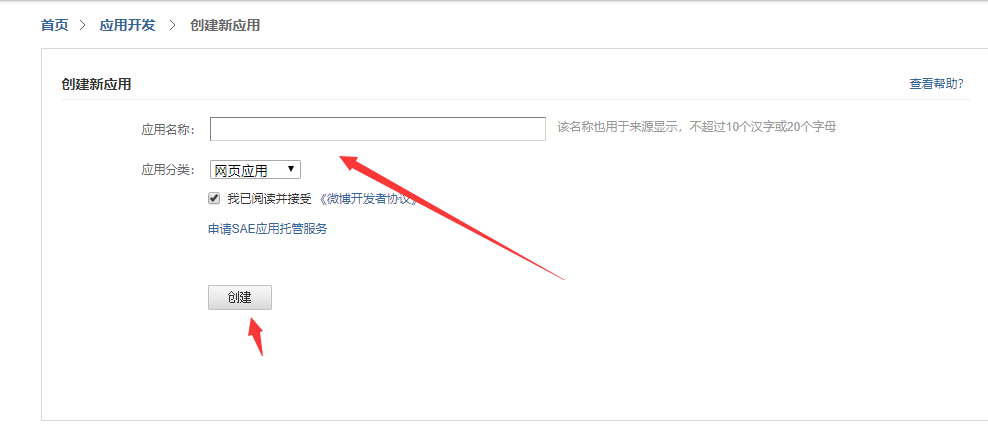 首页 > 应用开发 > 创建新应用
创建新应用 查看帮助?
应用名称: 该名称也用于来源显示，不超过10个汉字或20个字母
应用分类: 网页应用
我已阅读并接受 《微博开发者协议》
申请SAE应用托管服务
创建